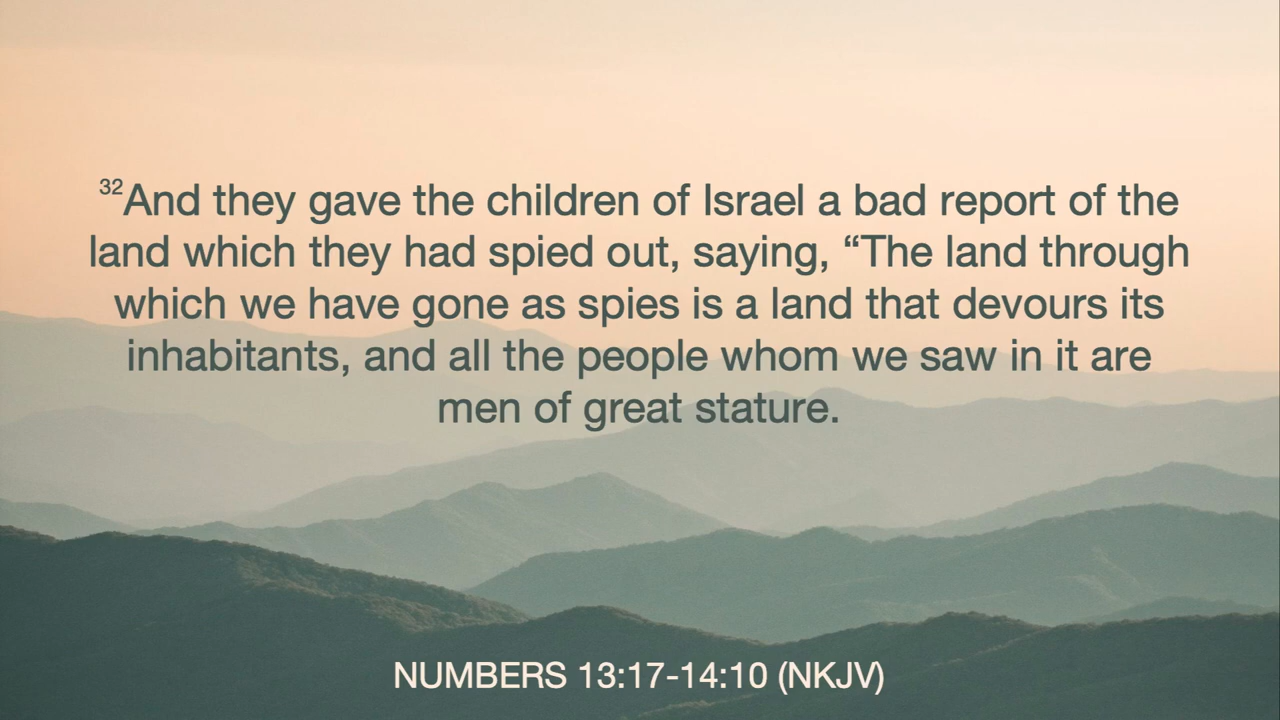 32And they gave the children of Israel a bad report of the
land which they had spied out, saying, “The land through
which we have gone as spies is a land that devours its
inhabitants, and all the people whom we saw in it are
men of great stature.
NUMBERS 13:17-14:10 (NKJV)